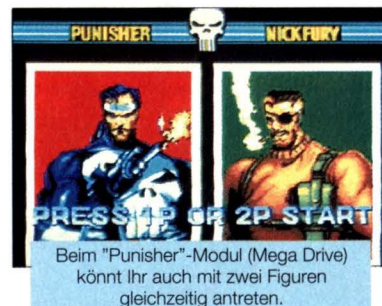 PUNISHER NICK FURY
PRESS 1P OR 2P START
Beim "Punisher"-Modul (Mega Drive)
könnt Ihr auch mit zwei Figuren
gleichzeitig antreten.